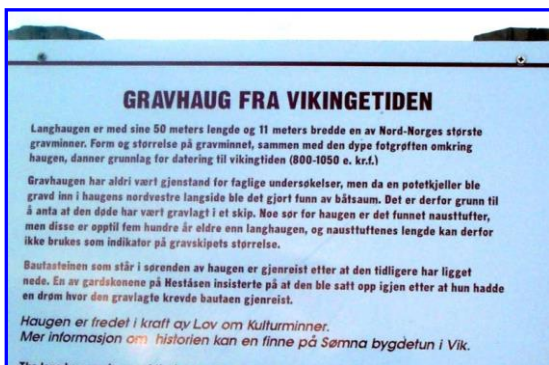 GRAVHAUG FRA VIKINGETIDEN
Langhaugen er med sine 50 meters lengde og 11 meters bredde en av Nord-Norges største
gravminner. Form og størrelse på gravminnet, sammen med den dype fotgrøften omkring
haugen, danner grunnlag for datering til vikingtiden (800-1050 e. kr.f.)
Gravhaugen har aldri vært gjenstand for faglige undersøkelser, men da en potetkjeller ble
gravd inn i haugens nordvestre langside ble det gjort funn av båtsaum. Det er derfor grunn til
å anta at den døde har vært gravlagt i et skip. Noe sør for haugen er det funnet nausttufter,
men disse er opptil fem hundre år eldre enn langhaugen, og nausttuftenes lengde kan derfor
ikke brukes som indikator på gravskipets størrelse.
Bautasteinen som står i sørenden av haugen er gjenreist etter at den tidligere har ligget
nede. En av gardskonene på Heståsen insisterte på at den ble satt opp igjen etter at hun hadde
en drøm hvor den gravlagte krevde bautaen gjenreist.
Haugen er fredet i kraft av Lov om Kulturminner.
Mer informasjon om historien kan en finne på Sømna bygdetun i Vik.